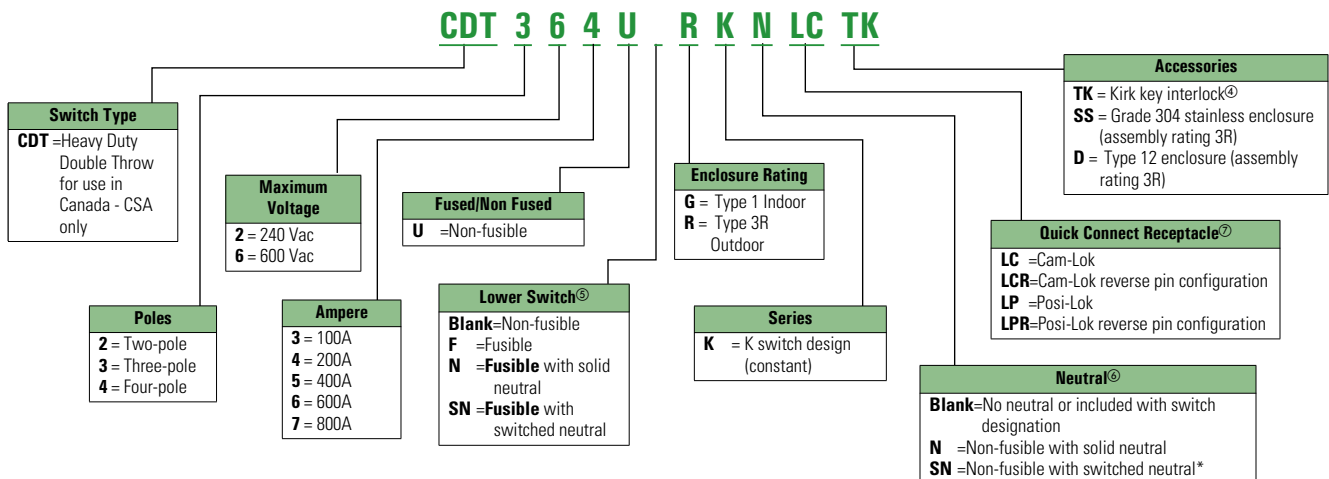 CDT 3 6 4 U R K N LC TK
Switch Type
CDT =Heavy Duty
Double Throw
for use in
Canada - CSA
only
Poles
2 = Two-pole
3 = Three-pole
4 = Four-pole
Maximum
Voltage
2 = 240 Vac
6 = 600 Vac
Ampere
3 = 100A
4 = 200A
5 = 400A
6 = 600A
7 = 800A
Fused/Non Fused
U =Non-fusible
Lower Switch⑤
Blank=Non-fusible
F =Fusible
N =Fusible with solid
neutral
SN =Fusible with
switched neutral
Enclosure Rating
G = Type 1 Indoor
R = Type 3R
Outdoor
Series
K = K switch design
(constant)
Neutral⑥
Blank=No neutral or included with switch
designation
N =Non-fusible with solid neutral
SN =Non-fusible with switched neutral*
Quick Connect Receptacle⑦
LC =Cam-Lok
LCR=Cam-Lok reverse pin configuration
LP =Posi-Lok
LPR=Posi-Lok reverse pin configuration
Accessories
TK = Kirk key interlock④
SS = Grade 304 stainless enclosure
(assembly rating 3R)
D = Type 12 enclosure (assembly
rating 3R)